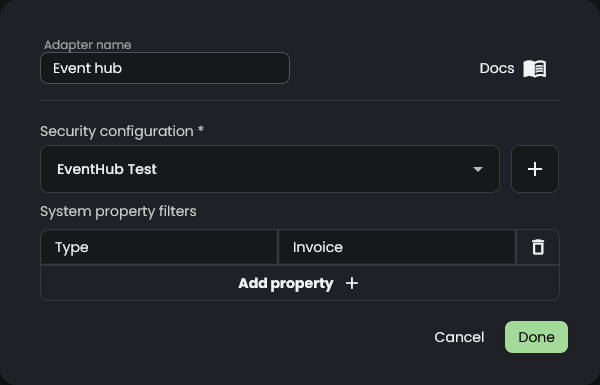 Adapter name
Event hub
Docs
Security configuration *
EventHub Test
System property filters
Type Invoice
Add property +
Cancel Done